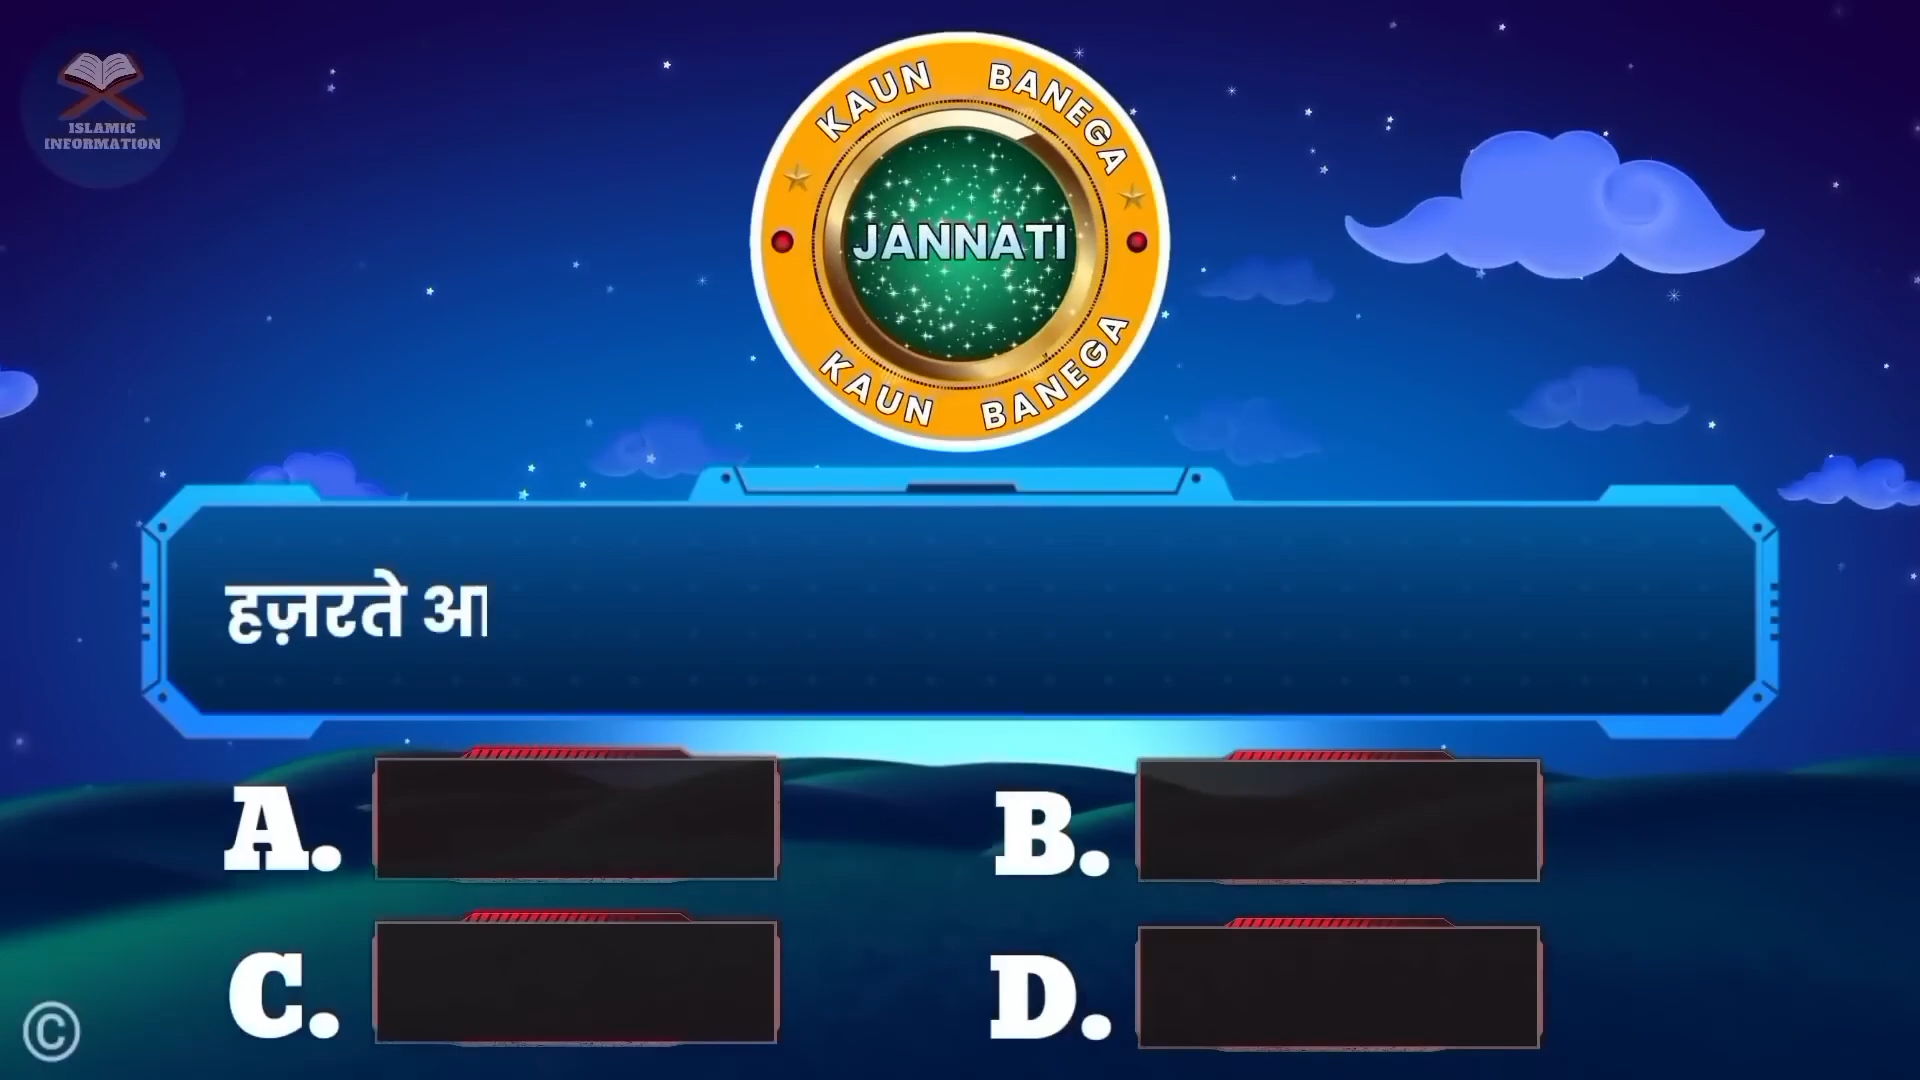 ISLAMIC
INFORMATION
KAUN BANEGA
JANNATI
KAUN BANEGA
हज़रते आ
A.
B.
C.
D.
©